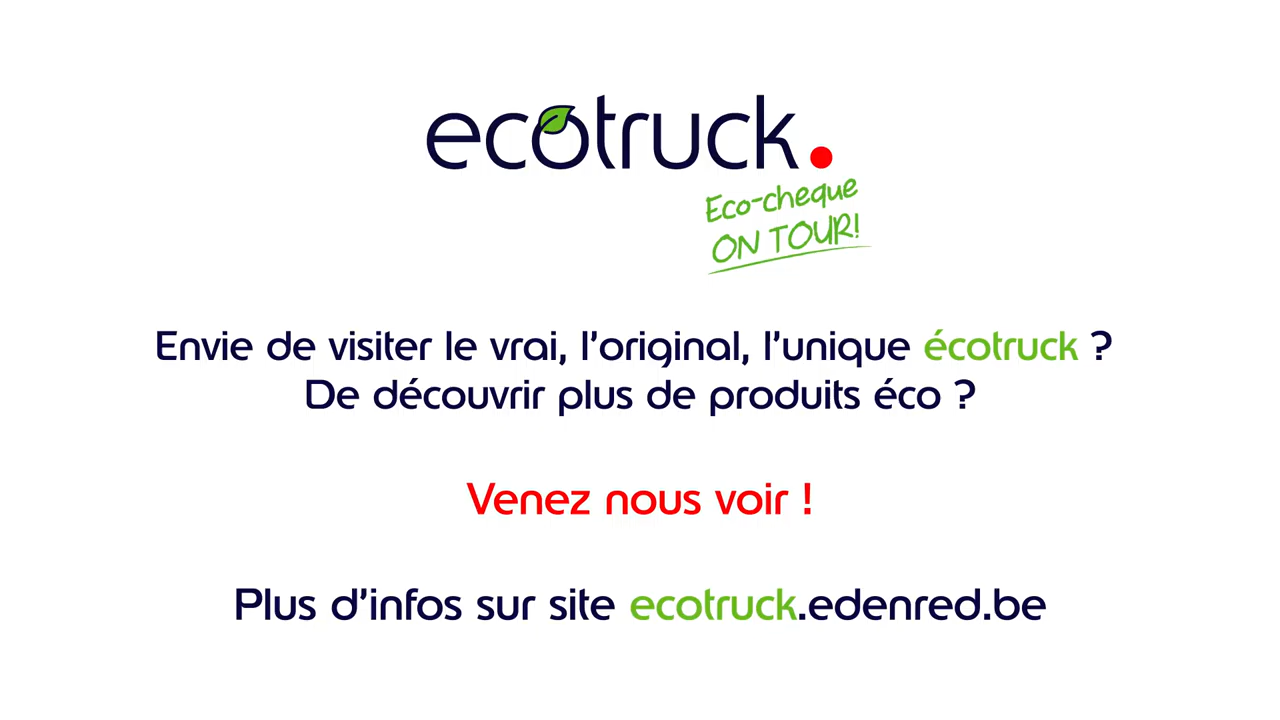 ecotruck.
Eco-cheque
ON TOUR!
Envie de visiter le vrai, l’original, l’unique écotruck ?
De découvrir plus de produits éco ?
Venez nous voir !
Plus d’infos sur site ecotruck.edenred.be